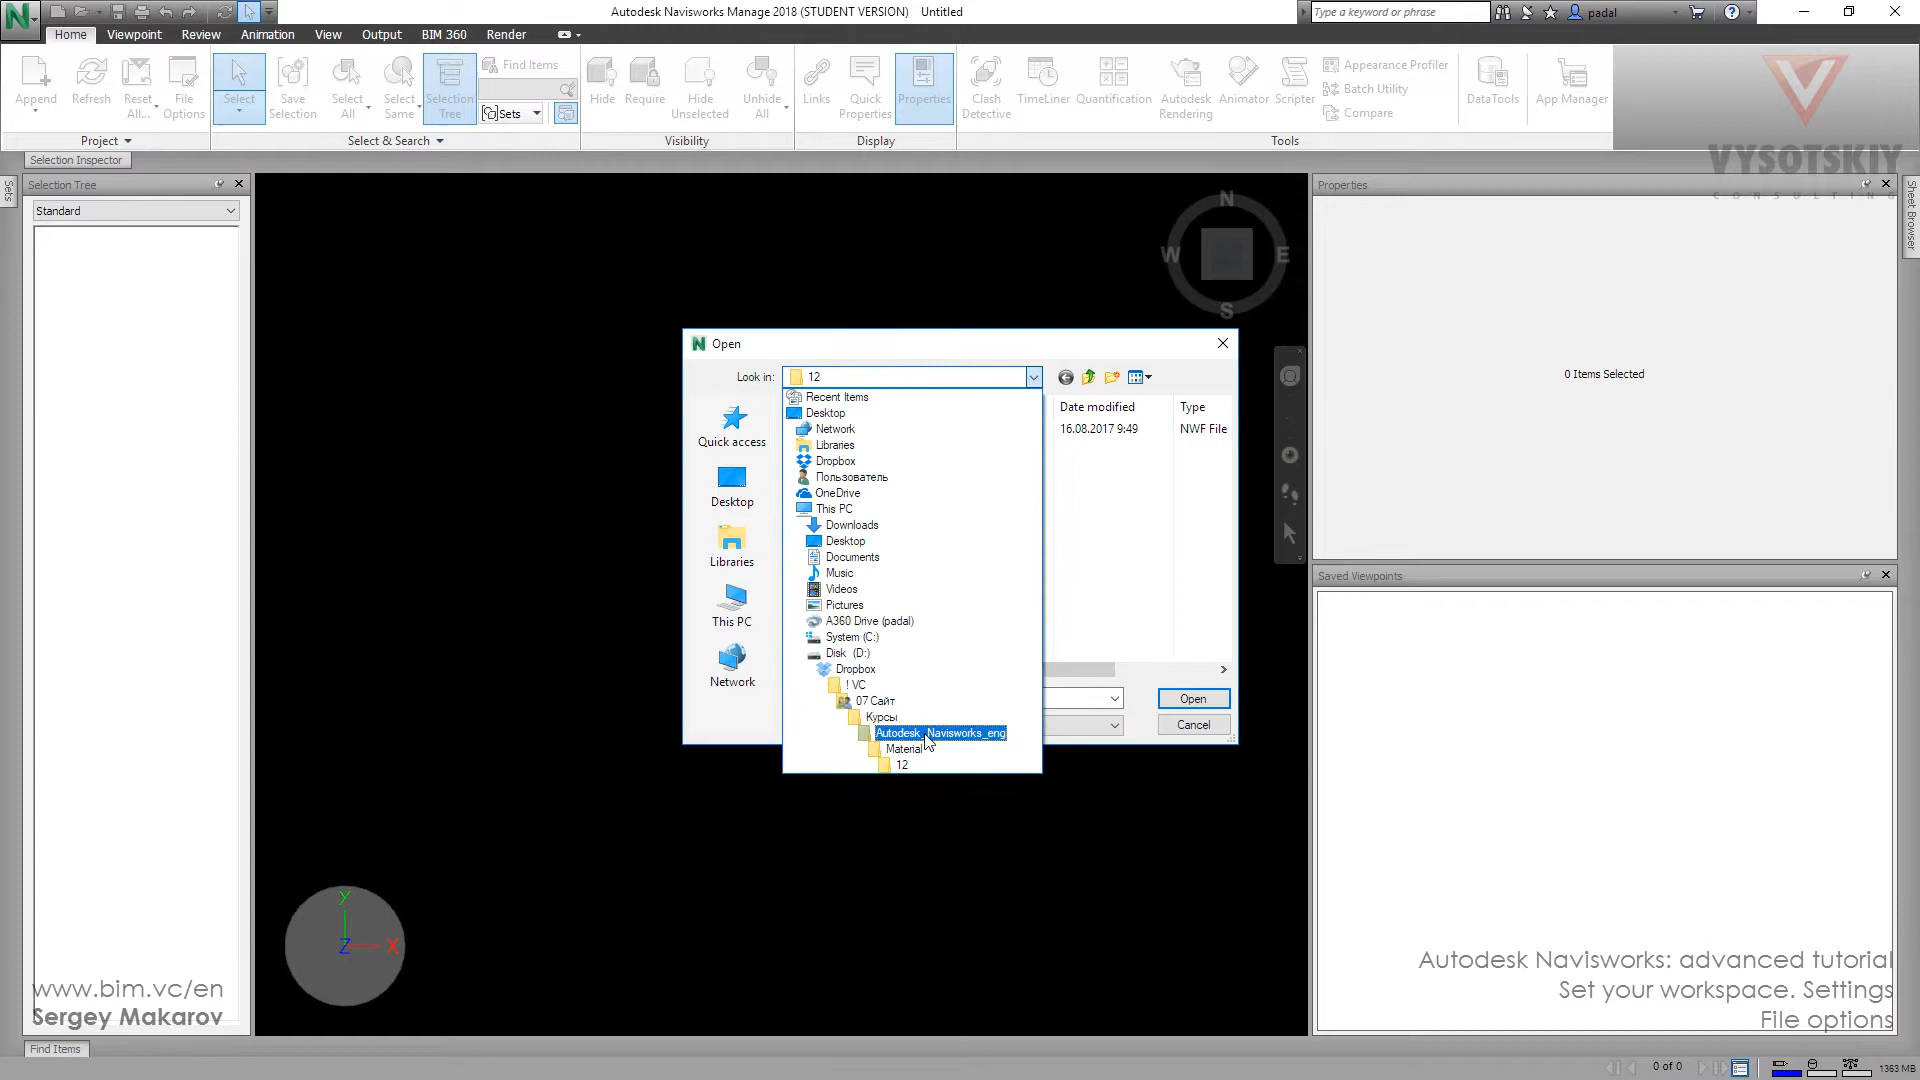 Autodesk Navisworks Manage 2018 (STUDENT VERSION) Untitled
Type a keyword or phrase
padal
Home Viewpoint Review Animation View Output BIM 360 Render
Append
Refresh
Reset All...
File Options
Select
Save Selection
Select All
Select Same
Selection Tree
Find Items
Sets
Hide
Require
Hide Unselected
Unhide All
Links
Quick Properties
Properties
Clash Detective
TimeLiner
Quantification
Autodesk Rendering
Animator
Scripter
Appearance Profiler
Batch Utility
Compare
DataTools
App Manager
Project
Select & Search
Visibility
Display
Tools
VYSOTSKIY
CONSULTING
Selection Inspector
Sets
Selection Tree
Standard
Properties
0 Items Selected
Sheet Browser
Saved Viewpoints
N
W E
S
Open
Look in: 12
Quick access
Desktop
Libraries
This PC
Network
Recent Items
Desktop
Network
Libraries
Dropbox
Пользователь
OneDrive
This PC
Downloads
Desktop
Documents
Music
Videos
Pictures
A360 Drive (padal)
System (C:)
Disk (D:)
Dropbox
! VC
07 Сайт
Курсы
Autodesk_Navisworks_eng
Material
12
Date modified Type
16.08.2017 9:49 NWF File
Open
Cancel
Y
Z X
www.bim.vc/en
Sergey Makarov
Autodesk Navisworks: advanced tutorial
Set your workspace. Settings
File options
Find Items
0 of 0
1363 MB